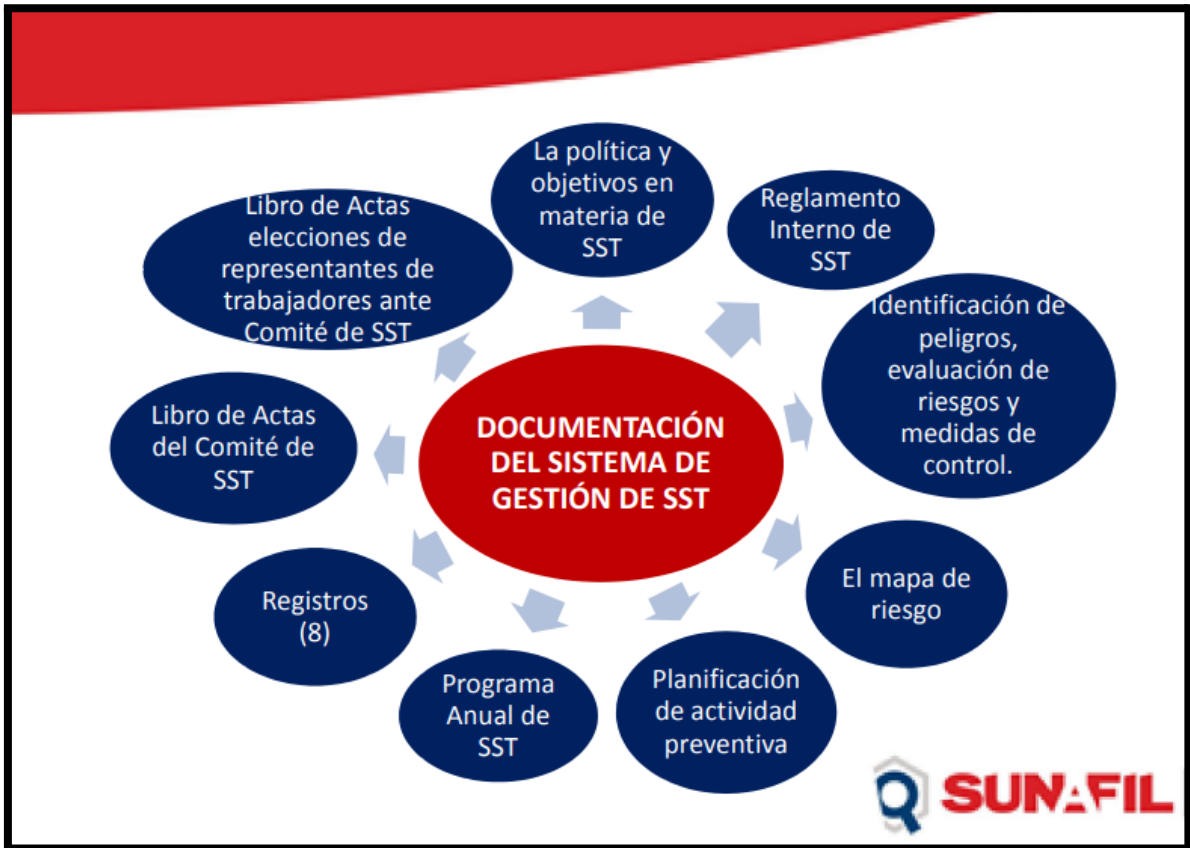 La política y
objetivos en
materia de
SST
Reglamento
Interno de
SST
Identificación de
peligros,
evaluación de
riesgos y
medidas de
control.
El mapa de
riesgo
Planificación
de actividad
preventiva
Programa
Anual de
SST
Registros
(8)
Libro de Actas
del Comité de
SST
Libro de Actas
elecciones de
representantes de
trabajadores ante
Comité de SST
DOCUMENTACIÓN
DEL SISTEMA DE
GESTIÓN DE SST
SUNAFIL